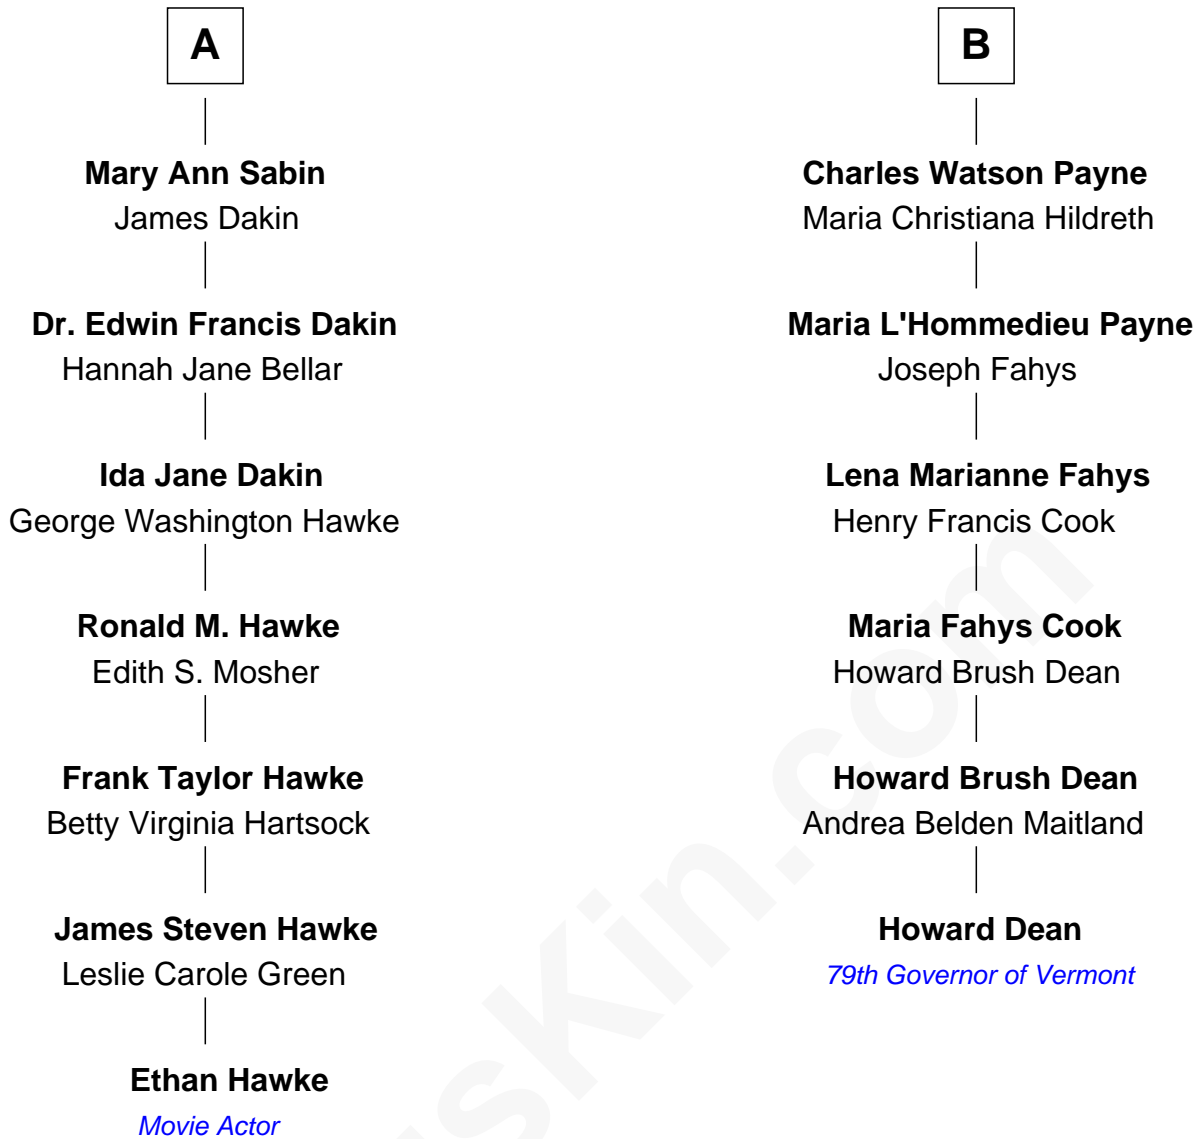 A
Mary Ann Sabin
James Dakin
Dr. Edwin Francis Dakin
Hannah Jane Bellar
Ida Jane Dakin
George Washington Hawke
Ronald M. Hawke
Edith S. Mosher
Frank Taylor Hawke
Betty Virginia Hartsock
James Steven Hawke
Leslie Carole Green
Ethan Hawke
Movie Actor
B
Charles Watson Payne
Maria Christiana Hildreth
Maria L'Hommedieu Payne
Joseph Fahys
Lena Marianne Fahys
Henry Francis Cook
Maria Fahys Cook
Howard Brush Dean
Howard Brush Dean
Andrea Belden Maitland
Howard Dean
79th Governor of Vermont
sKin.com